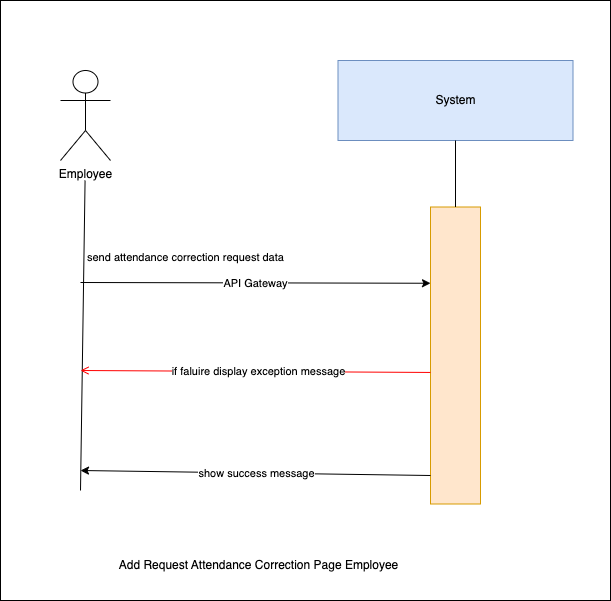 System
Employee
send attendance correction request data
API Gateway
if faluire display exception message
show success message
Add Request Attendance Correction Page Employee